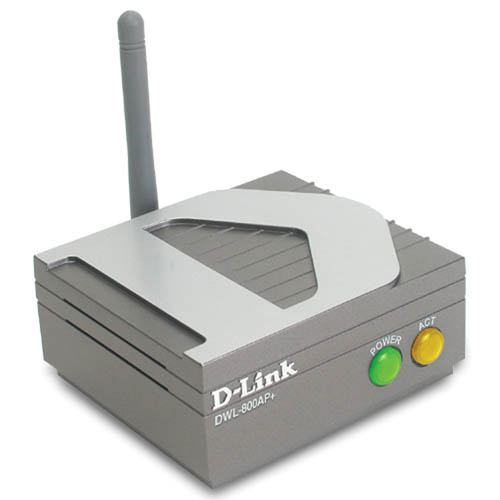 D-Link
DWL-800AP+
POWER
ACT